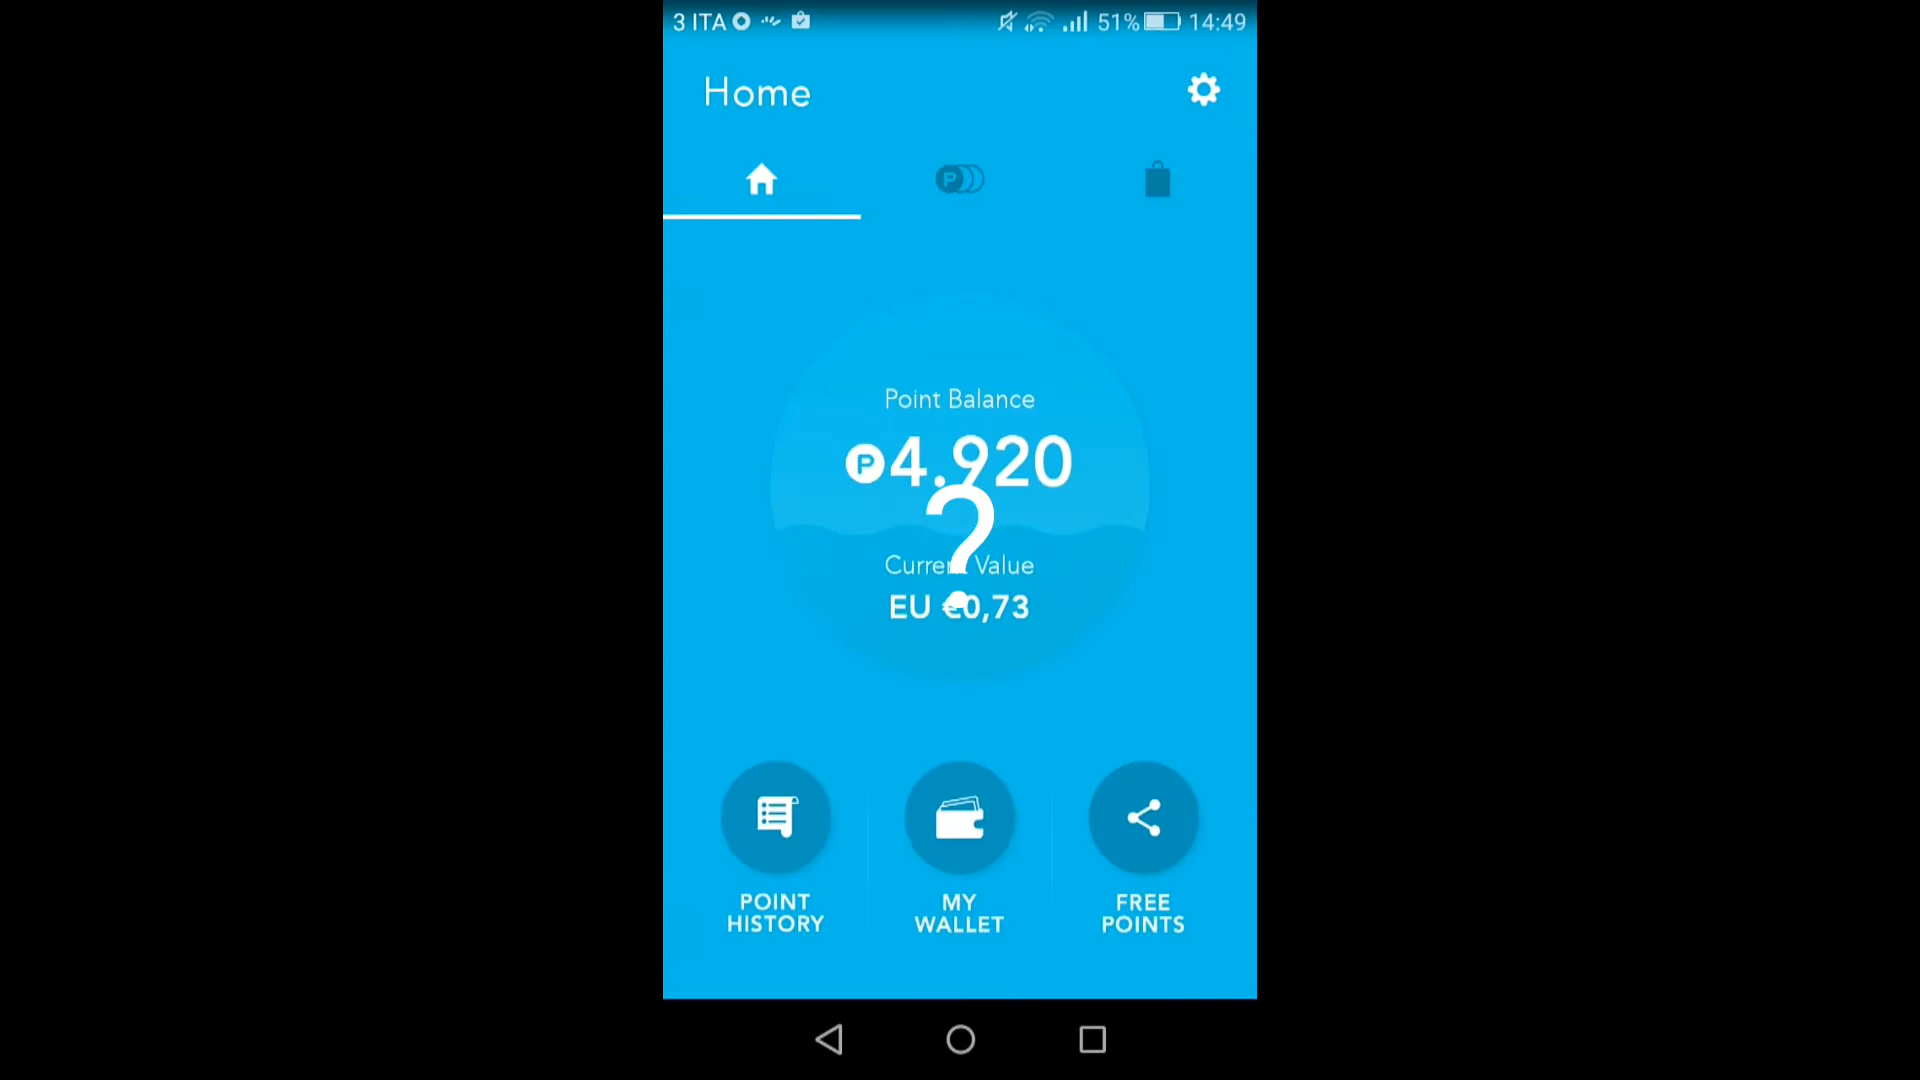 3 ITA 51% 14:49
Home
P
Point Balance
P 4.920
?
Current Value
EU €0,73
POINT
HISTORY
MY
WALLET
FREE
POINTS